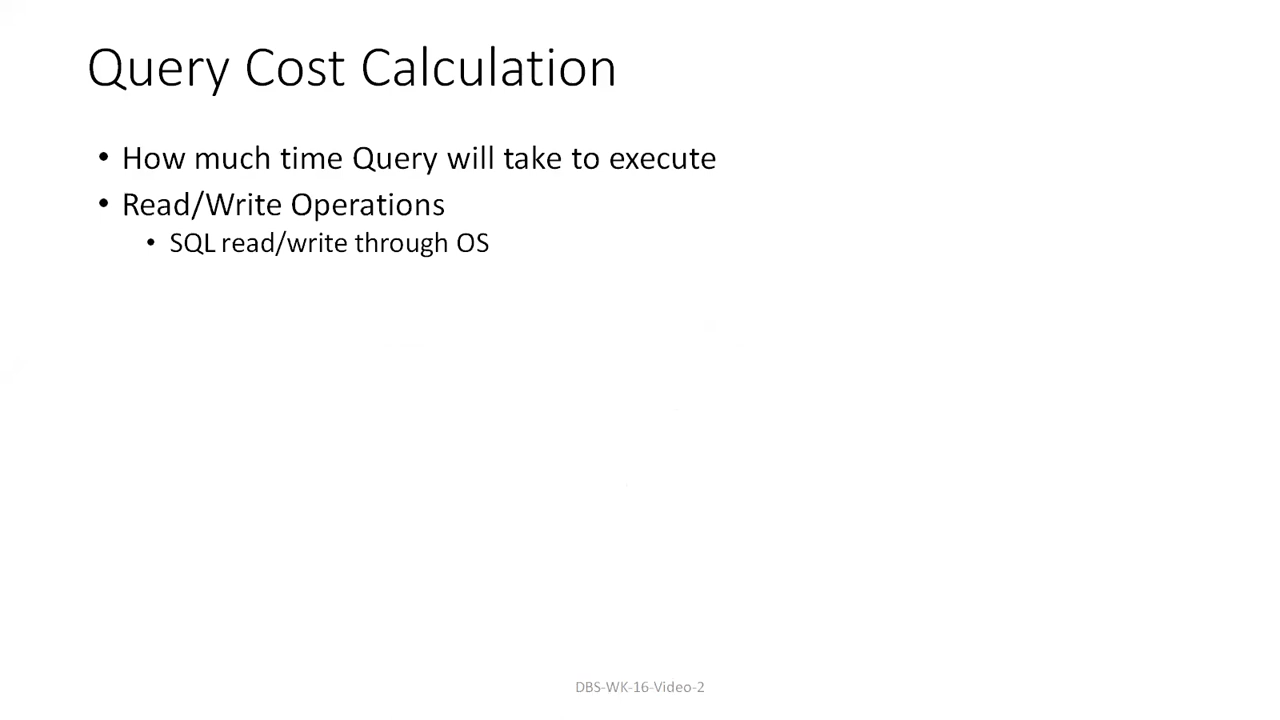 Query Cost Calculation
• How much time Query will take to execute
• Read/Write Operations
• SQL read/write through OS
DBS-WK-16-Video-2